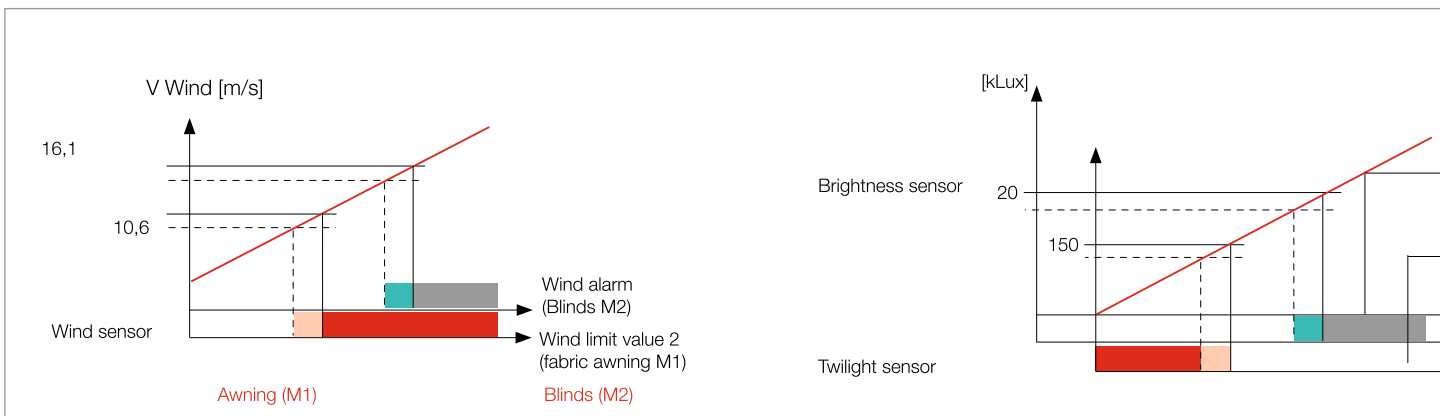 V Wind [m/s]
16,1
10,6
Wind sensor
Wind alarm
(Blinds M2)
Wind limit value 2
(fabric awning M1)
Awning (M1)
Blinds (M2)
[kLux]
Brightness sensor
20
150
Twilight sensor